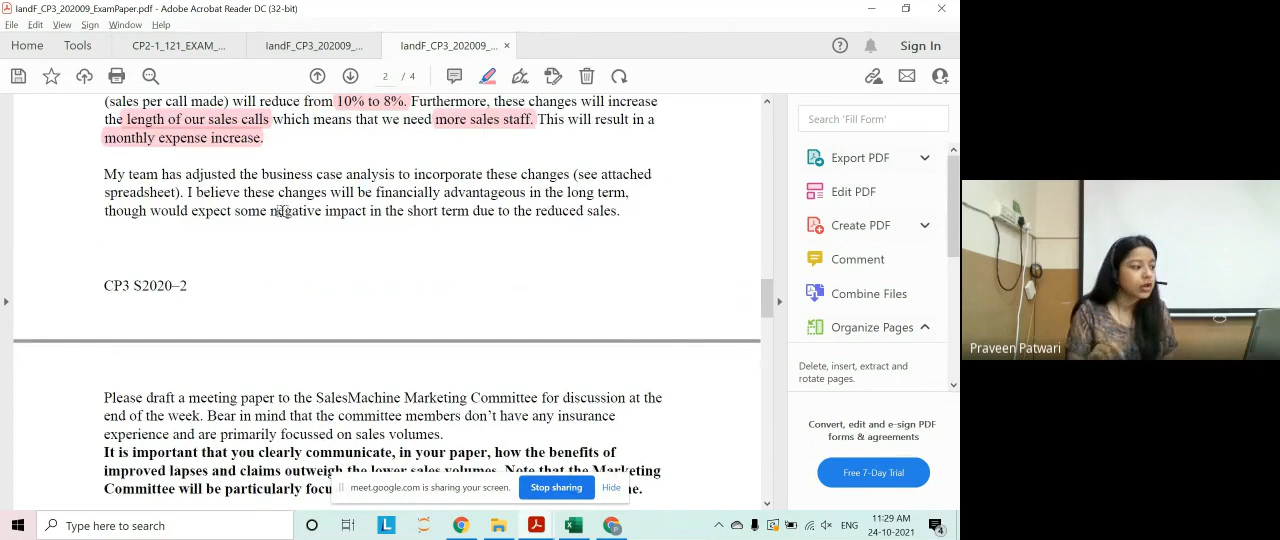 IandF_CP3_202009_ExamPaper.pdf - Adobe Acrobat Reader DC (32-bit)
File Edit View Sign Window Help
Home Tools CP2-1_121_EXAM_... IandF_CP3_202009_... IandF_CP3_202009_... × Sign In
2 / 4
(sales per call made) will reduce from 10% to 8%. Furthermore, these changes will increase
the length of our sales calls which means that we need more sales staff. This will result in a
monthly expense increase.
My team has adjusted the business case analysis to incorporate these changes (see attached
spreadsheet). I believe these changes will be financially advantageous in the long term,
though would expect some negative impact in the short term due to the reduced sales.
CP3 S2020–2
Please draft a meeting paper to the SalesMachine Marketing Committee for discussion at the
end of the week. Bear in mind that the committee members don't have any insurance
experience and are primarily focussed on sales volumes.
It is important that you clearly communicate, in your paper, how the benefits of
improved lapses and claims outweigh the lower sales volumes. Note that the Marketing
Committee will be particularly focu
ne.
meet.google.com is sharing your screen. Stop sharing Hide
Search 'Fill Form'
Export PDF
Edit PDF
Create PDF
Comment
Combine Files
Organize Pages
Delete, insert, extract and
rotate pages.
Convert, edit and e-sign PDF
forms & agreements
Free 7-Day Trial
Praveen Patwari
Type here to search
ENG
11:29 AM
24-10-2021
4